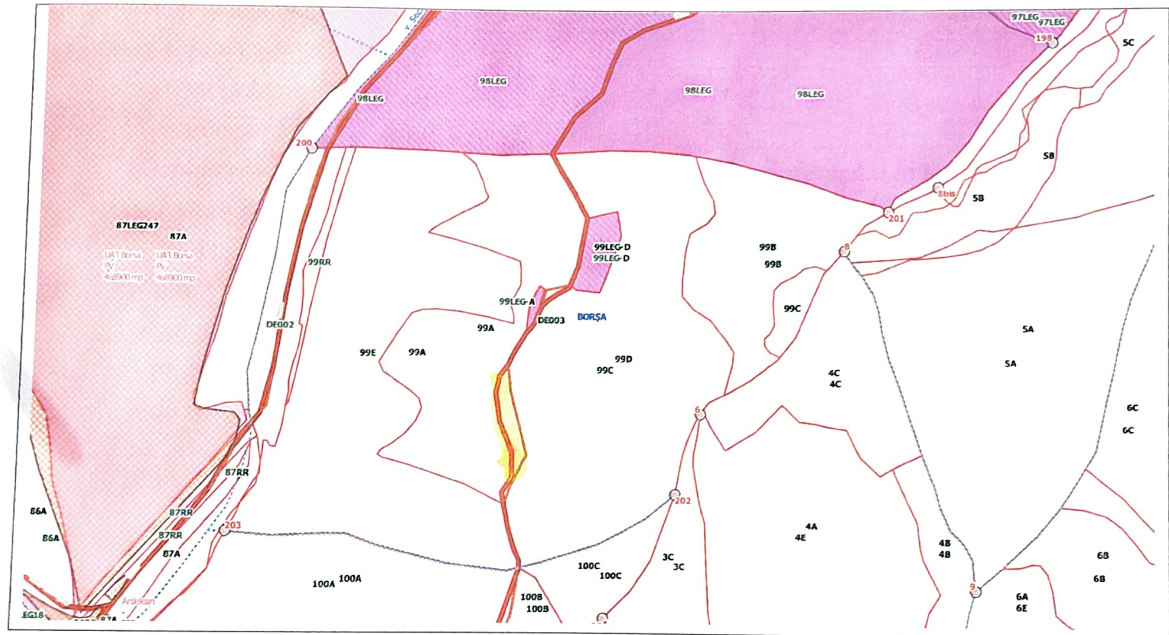 97LEG
97LEG
198
5C
98LEG
98LEG
98LEG
98LEG
200
5B
8bis
5B
201
87LEG247
87A
UAT Borsa
UAT Borsa
99RR
99LEG-D
99LEG-D
99B
99B
8
99LEG-A
DE003
BORȘA
99C
DE002
99A
5A
99E
99A
99D
99C
4C
4C
5A
6
6C
6C
87RR
202
86A
87RR
203
86A
87RR
87A
4A
4E
4B
4B
3C
3C
6B
6B
100A
100A
100C
100C
9
Ardelean
100B
100B
6A
6E
EG18
87A